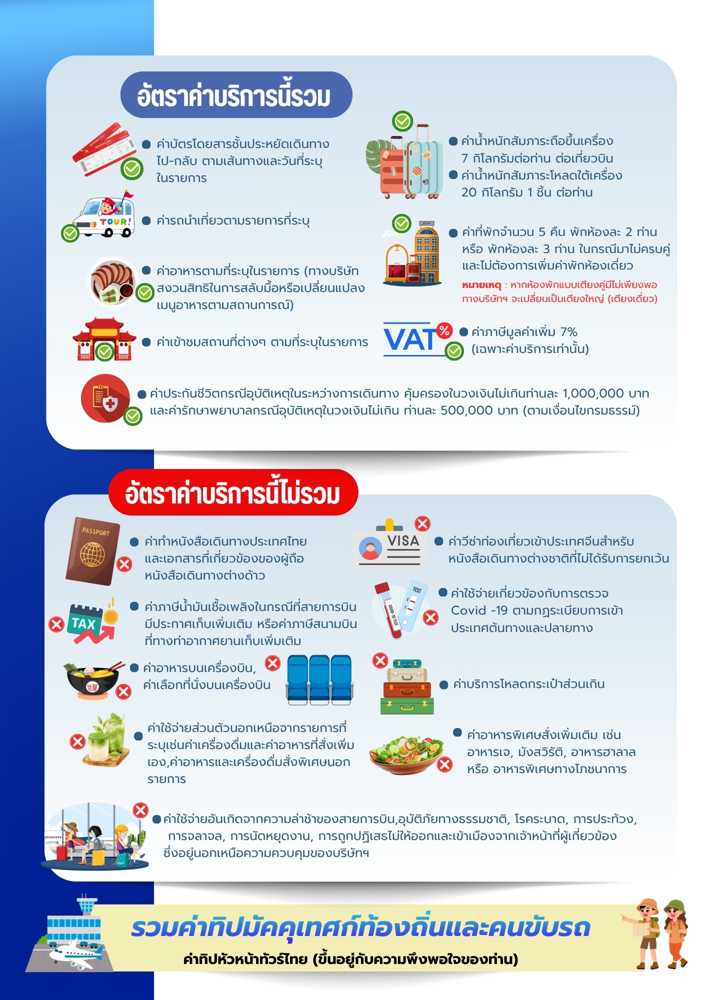 อัตราค่าบริการนี้รวม
BOARDING PASS
BOARDING PASS
ค่าบัตรโดยสารชั้นประหยัดเดินทาง
ไป-กลับ ตามเส้นทางและวันที่ระบุ
ในรายการ
TOUR!
ค่ารถนำเที่ยวตามรายการที่ระบุ
ค่าอาหารตามที่ระบุในรายการ (ทางบริษัท
สงวนสิทธิในการสลับมื้อหรือเปลี่ยนแปลง
เมนูอาหารตามสถานการณ์)
ค่าเข้าชมสถานที่ต่างๆ ตามที่ระบุในรายการ
ค่าน้ำหนักสัมภาระถือขึ้นเครื่อง
7 กิโลกรัมต่อท่าน ต่อเที่ยวบิน
ค่าน้ำหนักสัมภาระโหลดใต้เครื่อง
20 กิโลกรัม 1 ชิ้น ต่อท่าน
Hotel
Hotel
ค่าที่พักจำนวน 5 คืน พักห้องละ 2 ท่าน
หรือ พักห้องละ 3 ท่าน ในกรณีมาไม่ครบคู่
และไม่ต้องการเพิ่มค่าพักห้องเดี่ยว
หมายเหตุ : หากห้องพักแบบเตียงคู่มีไม่เพียงพอ
ทางบริษัทฯ จะเปลี่ยนเป็นเตียงใหญ่ (เตียงเดี่ยว)
VAT %
ค่าภาษีมูลค่าเพิ่ม 7%
(เฉพาะค่าบริการเท่านั้น)
ค่าประกันชีวิตกรณีอุบัติเหตุในระหว่างการเดินทาง คุ้มครองในวงเงินไม่เกินท่านละ 1,000,000 บาท
และค่ารักษาพยาบาลกรณีอุบัติเหตุในวงเงินไม่เกิน ท่านละ 500,000 บาท (ตามเงื่อนไขกรมธรรม์)
อัตราค่าบริการนี้ไม่รวม
PASSPORT
ค่าทำหนังสือเดินทางประเทศไทย
และเอกสารที่เกี่ยวข้องของผู้ถือ
หนังสือเดินทางต่างด้าว
TAX
ค่าภาษีน้ำมันเชื้อเพลิงในกรณีที่สายการบิน
มีประกาศเก็บเพิ่มเติม หรือค่าภาษีสนามบิน
ที่ทางท่าอากาศยานเก็บเพิ่มเติม
拉麺
ค่าอาหารบนเครื่องบิน,
ค่าเลือกที่นั่งบนเครื่องบิน
ค่าใช้จ่ายส่วนตัวนอกเหนือจากรายการที่
ระบุเช่นค่าเครื่องดื่มและค่าอาหารที่สั่งเพิ่ม
เอง,ค่าอาหารและเครื่องดื่มสั่งพิเศษนอก
รายการ
VISA
ค่าวีซ่าท่องเที่ยวเข้าประเทศจีนสำหรับ
หนังสือเดินทางต่างชาติที่ไม่ได้รับการยกเว้น
COVID-19 TEST
TEST
C
T
ค่าใช้จ่ายเกี่ยวข้องกับการตรวจ
Covid -19 ตามกฎระเบียบการเข้า
ประเทศต้นทางและปลายทาง
ค่าบริการโหลดกระเป๋าส่วนเกิน
ค่าอาหารพิเศษสั่งเพิ่มเติม เช่น
อาหารเจ, มังสวิรัติ, อาหารฮาลาล
หรือ อาหารพิเศษทางโภชนาการ
ค่าใช้จ่ายอันเกิดจากความล่าช้าของสายการบิน,อุบัติภัยทางธรรมชาติ, โรคระบาด, การประท้วง,
การจลาจล, การนัดหยุดงาน, การถูกปฏิเสธไม่ให้ออกและเข้าเมืองจากเจ้าหน้าที่ผู้เกี่ยวข้อง
ซึ่งอยู่นอกเหนือความควบคุมของบริษัทฯ
รวมค่าทิปมัคคุเทศก์ท้องถิ่นและคนขับรถ
ค่าทิปหัวหน้าทัวร์ไทย (ขึ้นอยู่กับความพึงพอใจของท่าน)